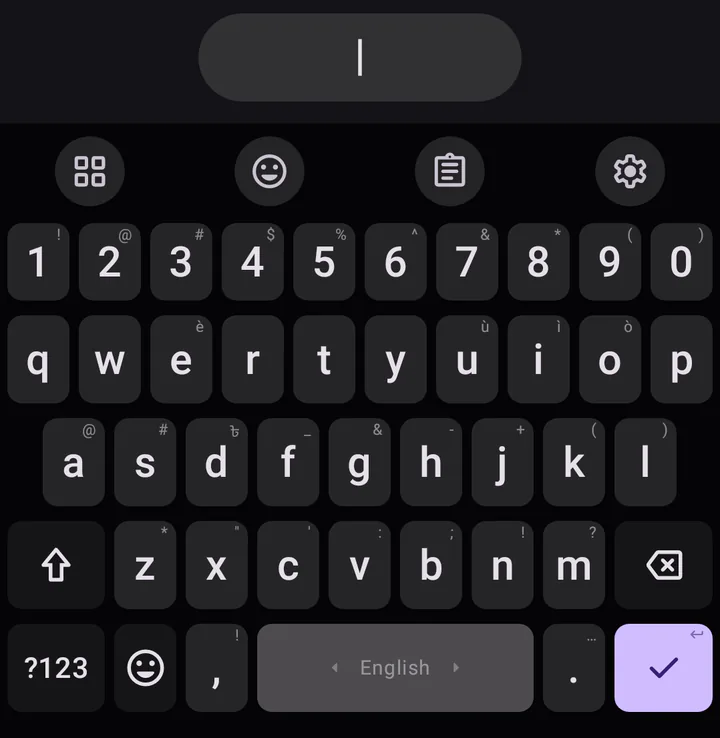 ! @ # $ % ^ & * ( )
1 2 3 4 5 6 7 8 9 0
è ù ì ò
q w e r t y u i o p
@ # _ & - + ( )
a s d f g h j k l
* " ' : ; ! ?
z x c v b n m
! …
?123 , English .